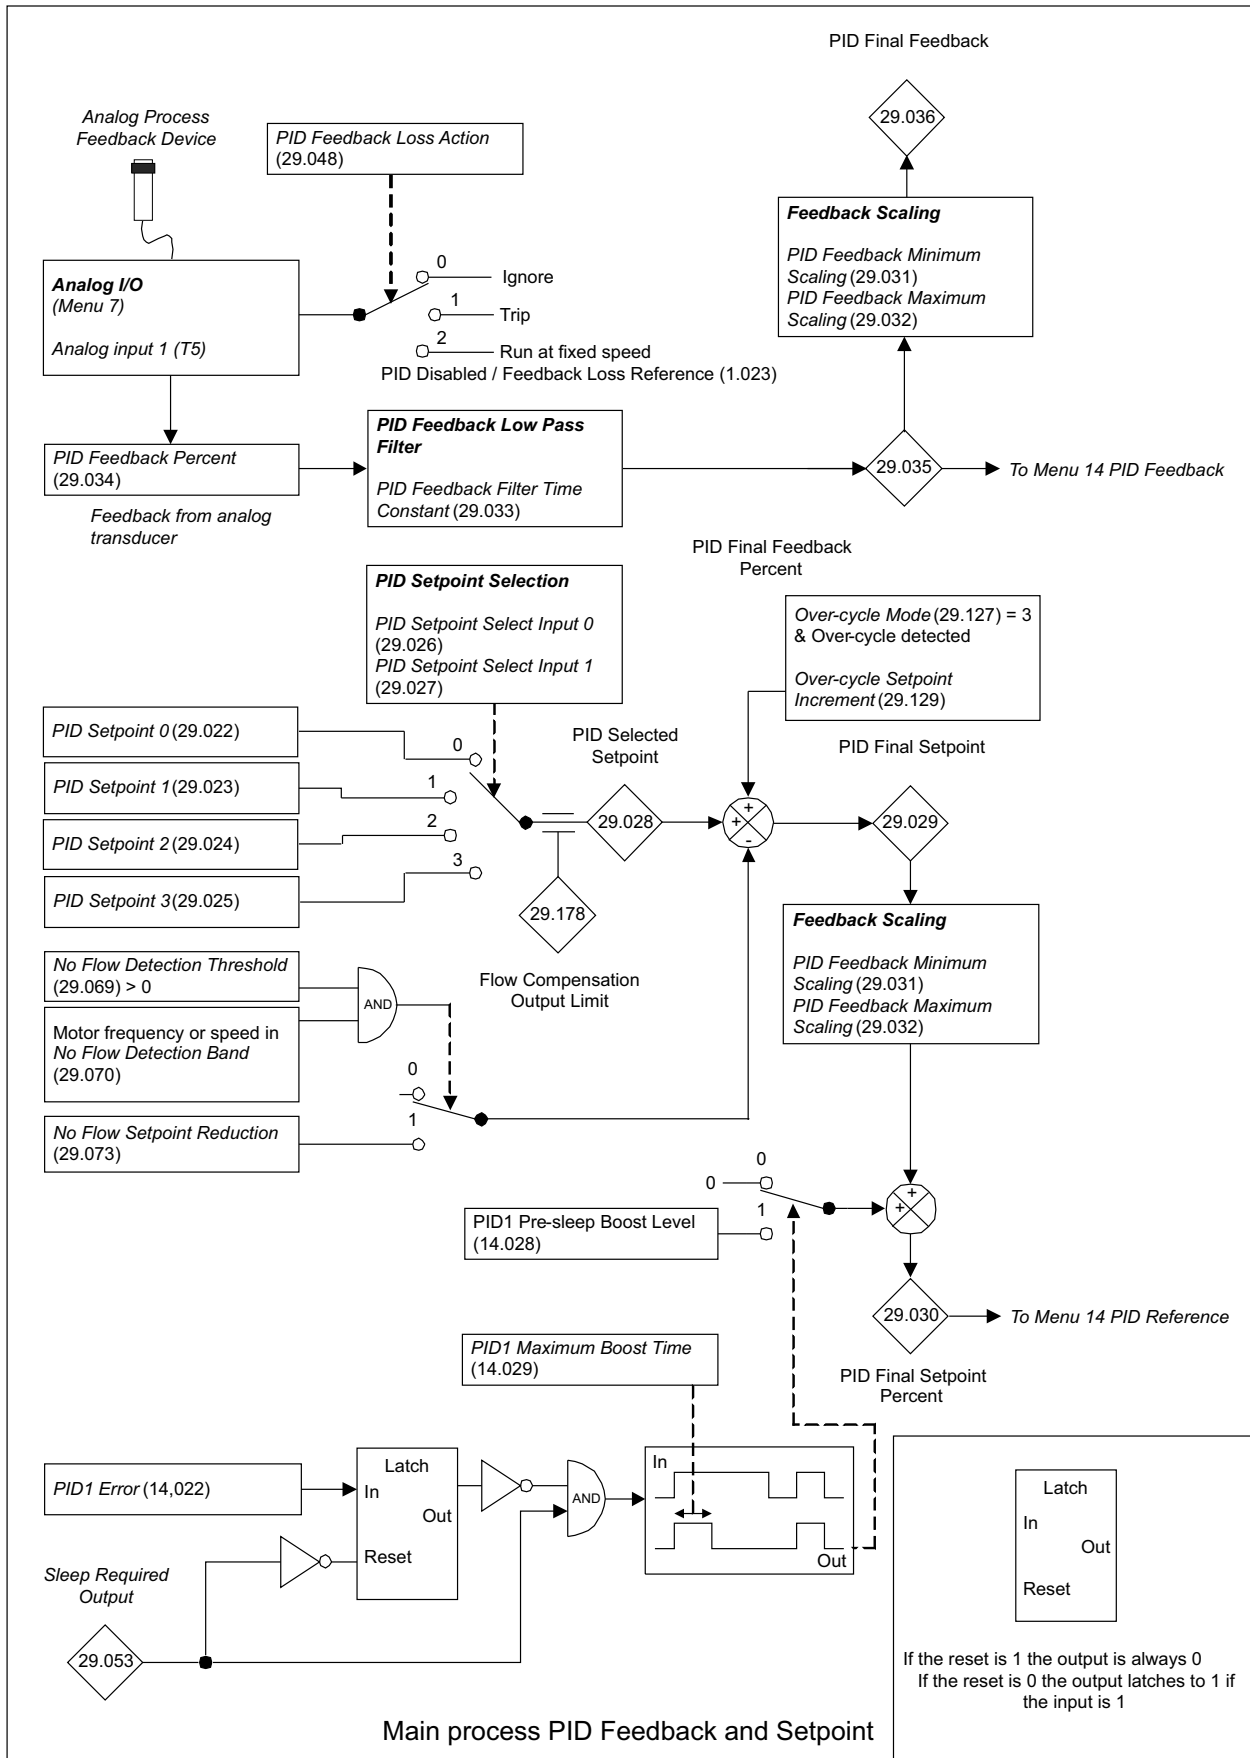 PID Final Feedback
29.036
Analog Process
Feedback Device
PID Feedback Loss Action
(29.048)
Feedback Scaling
PID Feedback Minimum
Scaling (29.031)
PID Feedback Maximum
Scaling (29.032)
Analog I/O
(Menu 7)
Analog input 1 (T5)
0
Ignore
1
Trip
2
Run at fixed speed
PID Disabled / Feedback Loss Reference (1.023)
PID Feedback Percent
(29.034)
Feedback from analog
transducer
PID Feedback Low Pass
Filter
PID Feedback Filter Time
Constant (29.033)
29.035
To Menu 14 PID Feedback
PID Final Feedback
Percent
PID Setpoint Selection
PID Setpoint Select Input 0
(29.026)
PID Setpoint Select Input 1
(29.027)
Over-cycle Mode (29.127) = 3
& Over-cycle detected
Over-cycle Setpoint
Increment (29.129)
PID Setpoint 0 (29.022)
PID Setpoint 1 (29.023)
PID Setpoint 2 (29.024)
PID Setpoint 3 (29.025)
0
1
2
3
PID Selected
Setpoint
29.028
29.178
Flow Compensation
Output Limit
+
+
-
PID Final Setpoint
29.029
Feedback Scaling
PID Feedback Minimum
Scaling (29.031)
PID Feedback Maximum
Scaling (29.032)
No Flow Detection Threshold
(29.069) > 0
Motor frequency or speed in
No Flow Detection Band
(29.070)
AND
0
1
No Flow Setpoint Reduction
(29.073)
0
0
1
PID1 Pre-sleep Boost Level
(14.028)
+
+
29.030
To Menu 14 PID Reference
PID Final Setpoint
Percent
PID1 Maximum Boost Time
(14.029)
PID1 Error (14,022)
Latch
In
Out
Reset
AND
In
Out
Sleep Required
Output
29.053
Latch
In
Out
Reset
If the reset is 1 the output is always 0
If the reset is 0 the output latches to 1 if
the input is 1
Main process PID Feedback and Setpoint